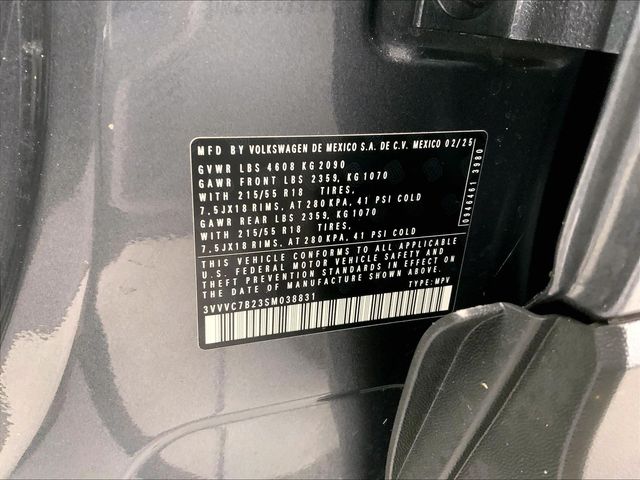 MFD BY VOLKSWAGEN DE MEXICO S.A. DE C.V. MEXICO 02/25
GVWR LBS 4608 KG 2090
GAWR FRONT LBS 2359, KG 1070
WITH 215/55 R18 TIRES,
7.5JX18 RIMS, AT 280 KPA, 41 PSI COLD
GAWR REAR LBS 2359, KG 1070
WITH 215/55 R18 TIRES,
7.5JX18 RIMS, AT 280KPA, 41 PSI COLD
THIS VEHICLE CONFORMS TO ALL APPLICABLE
U.S. FEDERAL MOTOR VEHICLE SAFETY AND
THEFT PREVENTION STANDARDS IN EFFECT ON
THE DATE OF MANUFACTURE SHOWN ABOVE.
3VVVC7B23SM038831 TYPE: MPV
0946461 3980